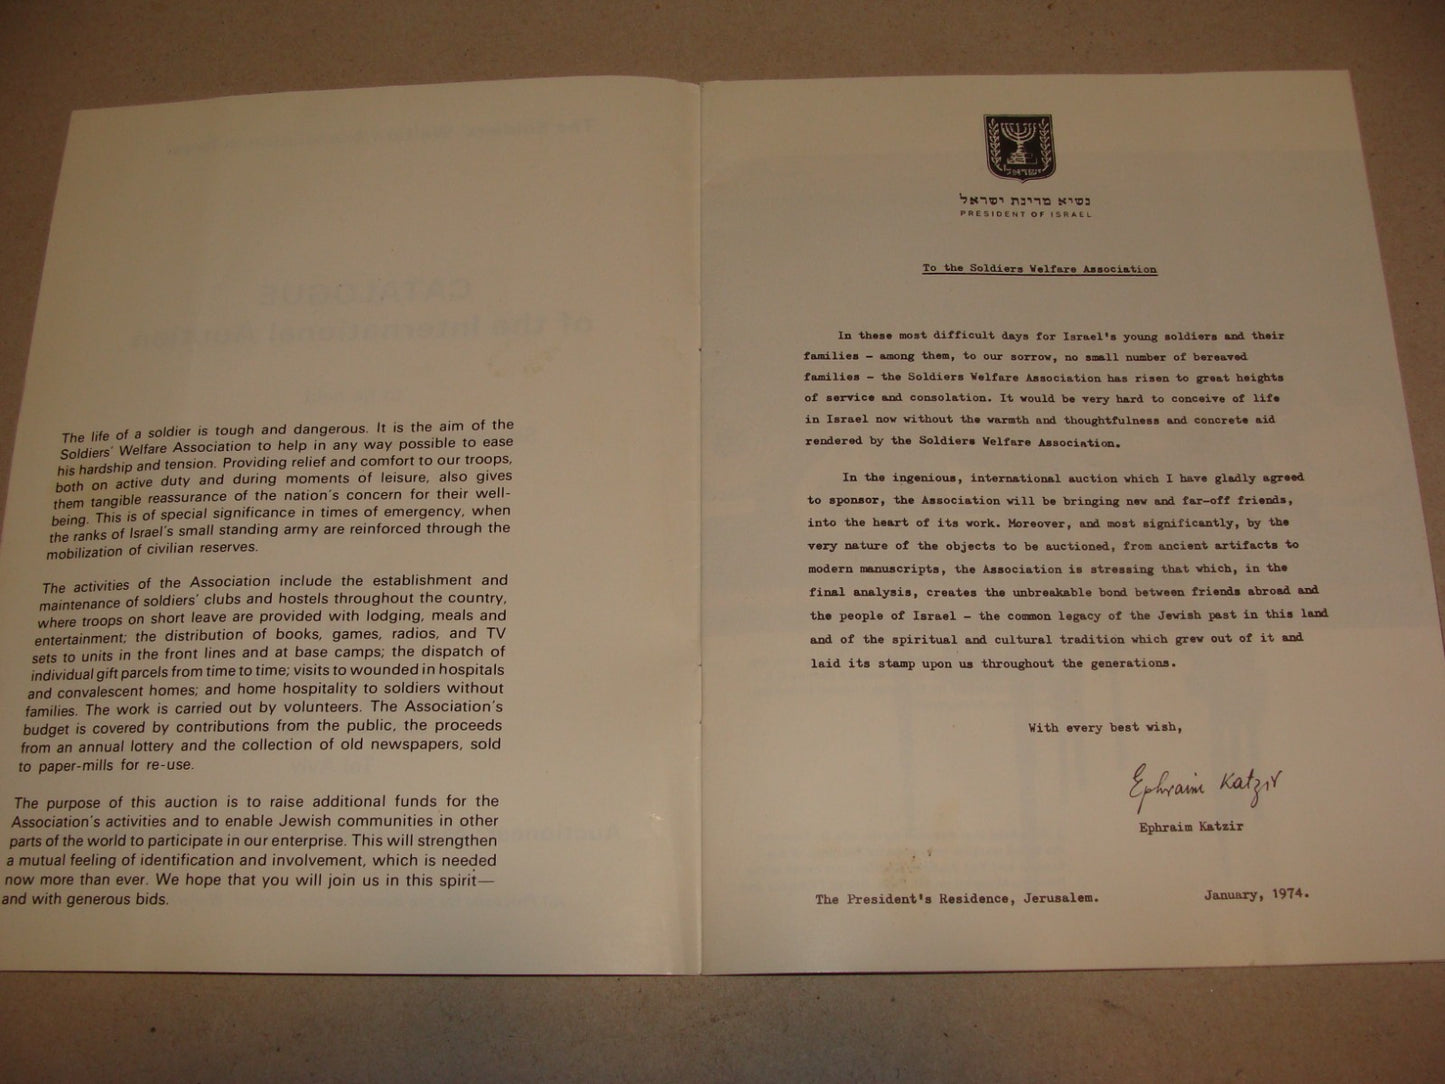 The life of a soldier is tough and dangerous. It is the aim of the
Soldiers' Welfare Association to help in any way possible to ease
his hardship and tension. Providing relief and comfort to our troops,
both on active duty and during moments of leisure, also gives
them tangible reassurance of the nation's concern for their well-
being. This is of special significance in times of emergency, when
the ranks of Israel's small standing army are reinforced through the
mobilization of civilian reserves.
The activities of the Association include the establishment and
maintenance of soldiers' clubs and hostels throughout the country,
where troops on short leave are provided with lodging, meals and
entertainment; the distribution of books, games, radios, and TV
sets to units in the front lines and at base camps; the dispatch of
individual gift parcels from time to time; visits to wounded in hospitals
and convalescent homes; and home hospitality to soldiers without
families. The work is carried out by volunteers. The Association's
budget is covered by contributions from the public, the proceeds
from an annual lottery and the collection of old newspapers, sold
to paper-mills for re-use.
The purpose of this auction is to raise additional funds for the
Association's activities and to enable Jewish communities in other
parts of the world to participate in our enterprise. This will strengthen
a mutual feeling of identification and involvement, which is needed
now more than ever. We hope that you will join us in this spirit—
and with generous bids.
ישראל
נשיא מדינת ישראל
PRESIDENT OF ISRAEL
To the Soldiers Welfare Association
In these most difficult days for Israel's young soldiers and their
families - among them, to our sorrow, no small number of bereaved
families - the Soldiers Welfare Association has risen to great heights
of service and consolation. It would be very hard to conceive of life
in Israel now without the warmth and thoughtfulness and concrete aid
rendered by the Soldiers Welfare Association.
In the ingenious, international auction which I have gladly agreed
to sponsor, the Association will be bringing new and far-off friends,
into the heart of its work. Moreover, and most significantly, by the
very nature of the objects to be auctioned, from ancient artifacts to
modern manuscripts, the Association is stressing that which, in the
final analysis, creates the unbreakable bond between friends abroad and
the people of Israel - the common legacy of the Jewish past in this land
and of the spiritual and cultural tradition which grew out of it and
laid its stamp upon us throughout the generations.
With every best wish,
Ephraim Katzir
Ephraim Katzir
The President's Residence, Jerusalem. January, 1974.